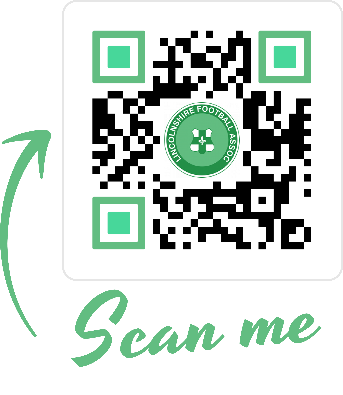 LINCOLNSHIRE FOOTBALL ASSOC
Scan me